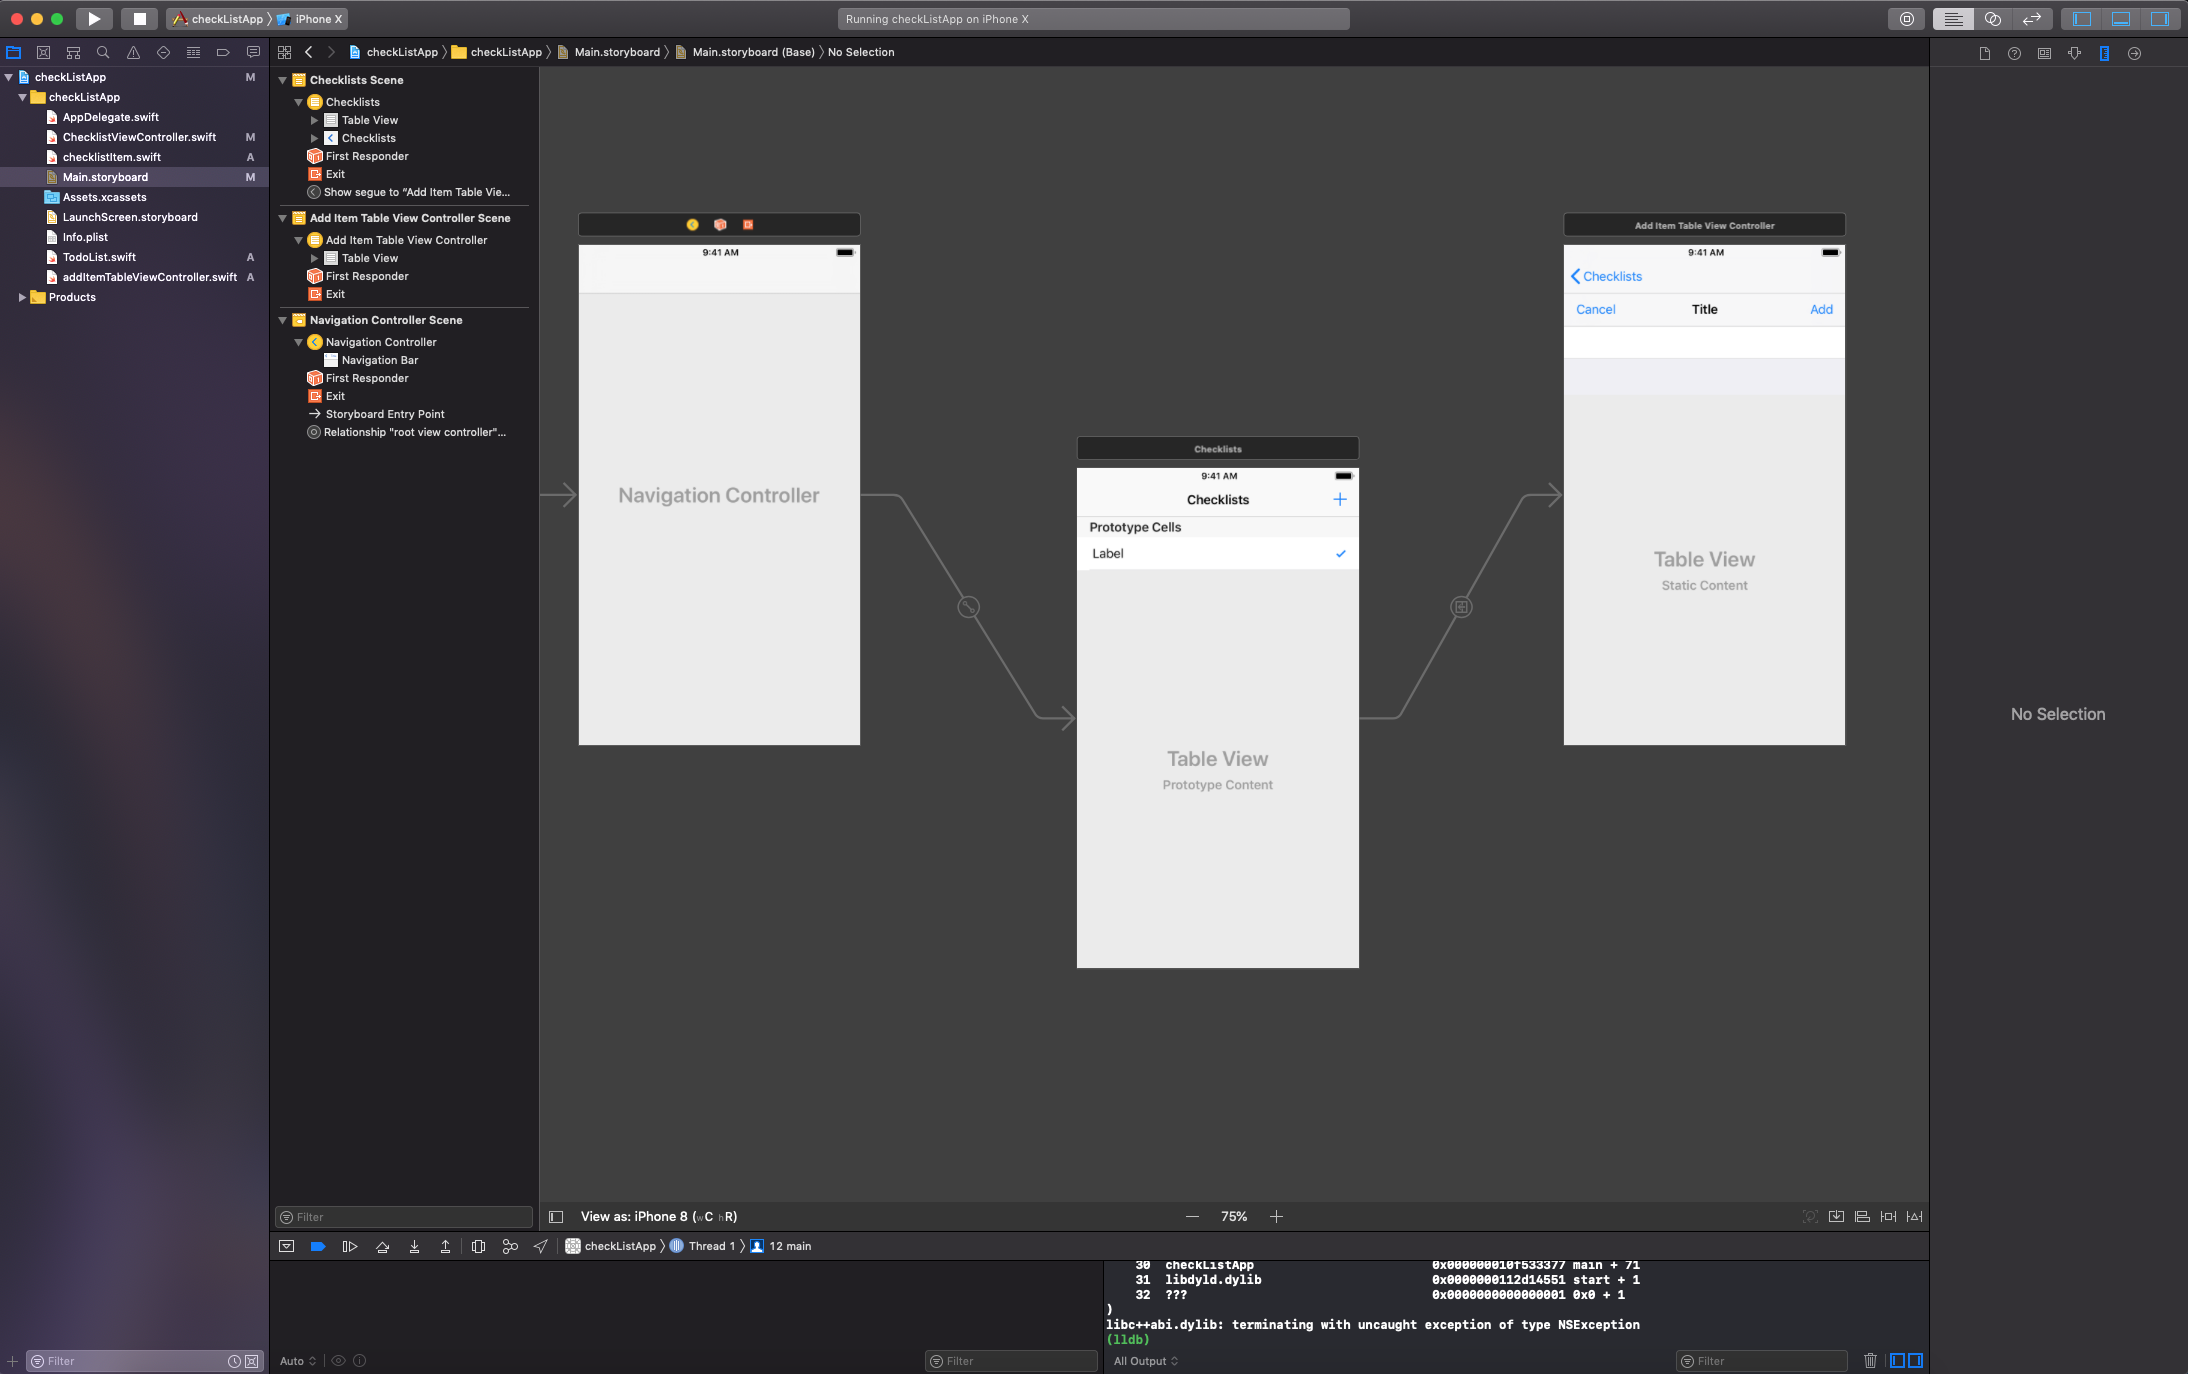 checkListApp
iPhone X
Running checkListApp on iPhone X
checkListApp
checkListApp
Main.storyboard
Main.storyboard (Base)
No Selection
checkListApp M
checkListApp
AppDelegate.swift
ChecklistViewController.swift M
checklistItem.swift A
Main.storyboard M
Assets.xcassets
LaunchScreen.storyboard
Info.plist
TodoList.swift A
addItemTableViewController.swift A
Products
Filter
Checklists Scene
Checklists
Table View
Checklists
First Responder
Exit
Show segue to “Add Item Table Vie...
Add Item Table View Controller Scene
Add Item Table View Controller
Table View
First Responder
Exit
Navigation Controller Scene
Navigation Controller
Navigation Bar
First Responder
Exit
Storyboard Entry Point
Relationship "root view controller"...
Filter
9:41 AM
Navigation Controller
Checklists
9:41 AM
Checklists
Prototype Cells
Label
Table View
Prototype Content
Add Item Table View Controller
9:41 AM
Checklists
Cancel Title Add
Table View
Static Content
No Selection
View as: iPhone 8 (wC hR)
75%
checkListApp
Thread 1
12 main
30 checkListApp 0x000000010f533377 main + 71
31 libdyld.dylib 0x0000000112d14551 start + 1
32 ??? 0x0000000000000001 0x0 + 1
)
libc++abi.dylib: terminating with uncaught exception of type NSException
(lldb)
Auto
Filter
All Output
Filter